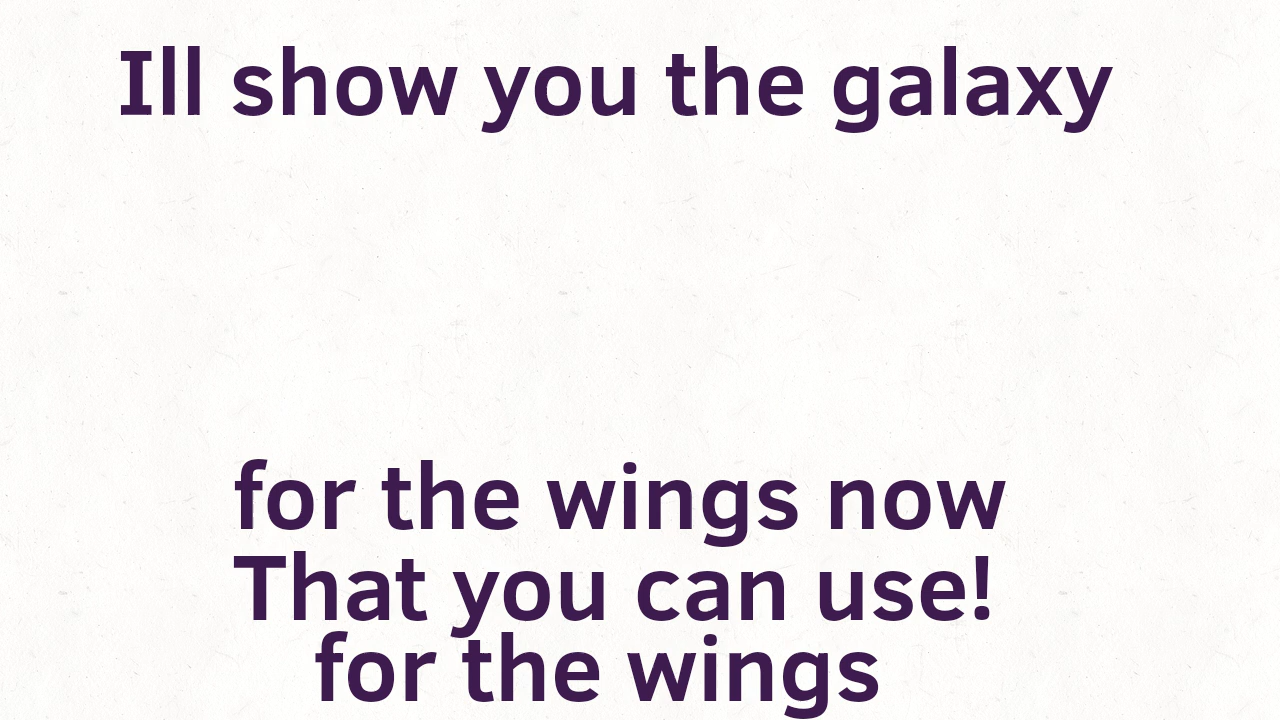 Ill show you the galaxy
for the wings now
That you can use!
for the wings